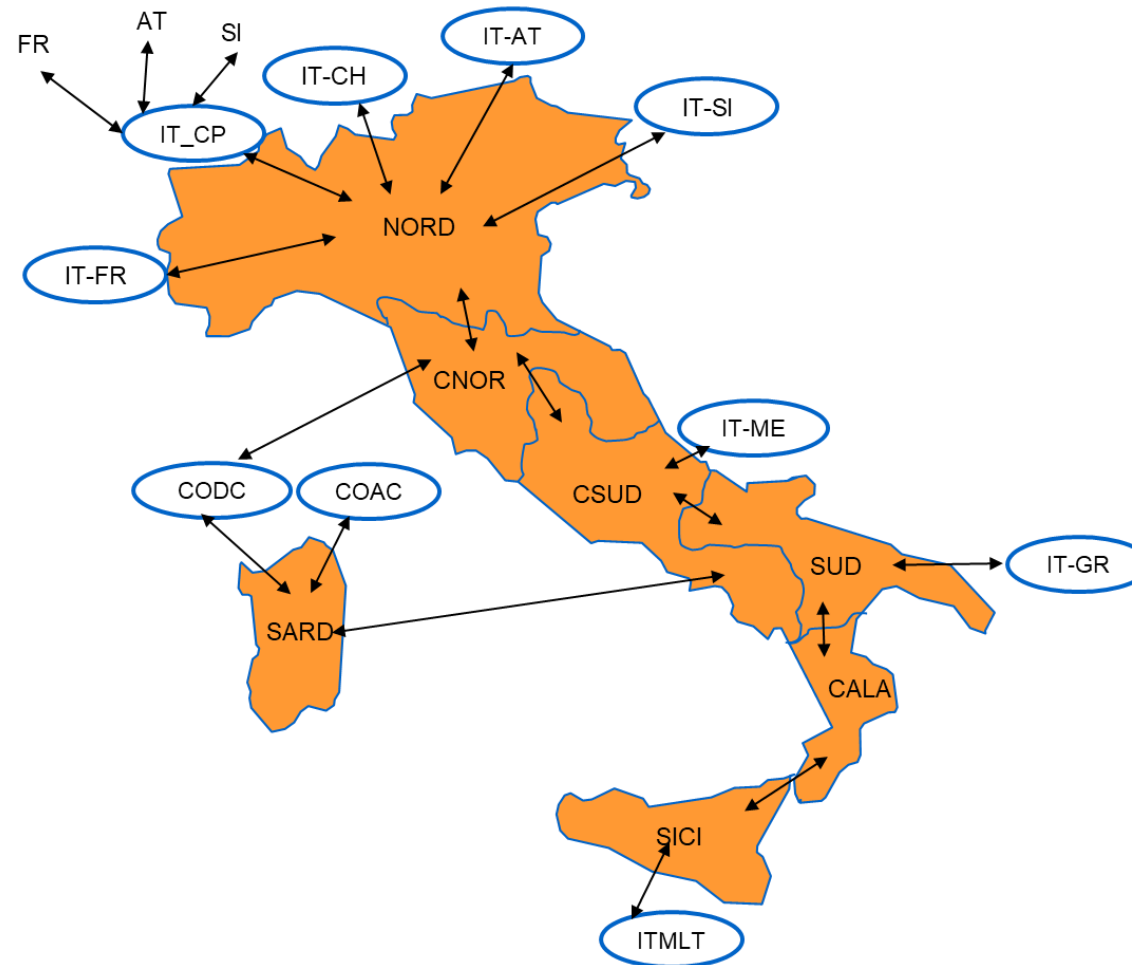 AT
SI
FR
IT-AT
IT-CH
IT-SI
IT_CP
NORD
IT-FR
CNOR
IT-ME
CODC
COAC
CSUD
SUD
IT-GR
SARD
CALA
SICI
ITMLT